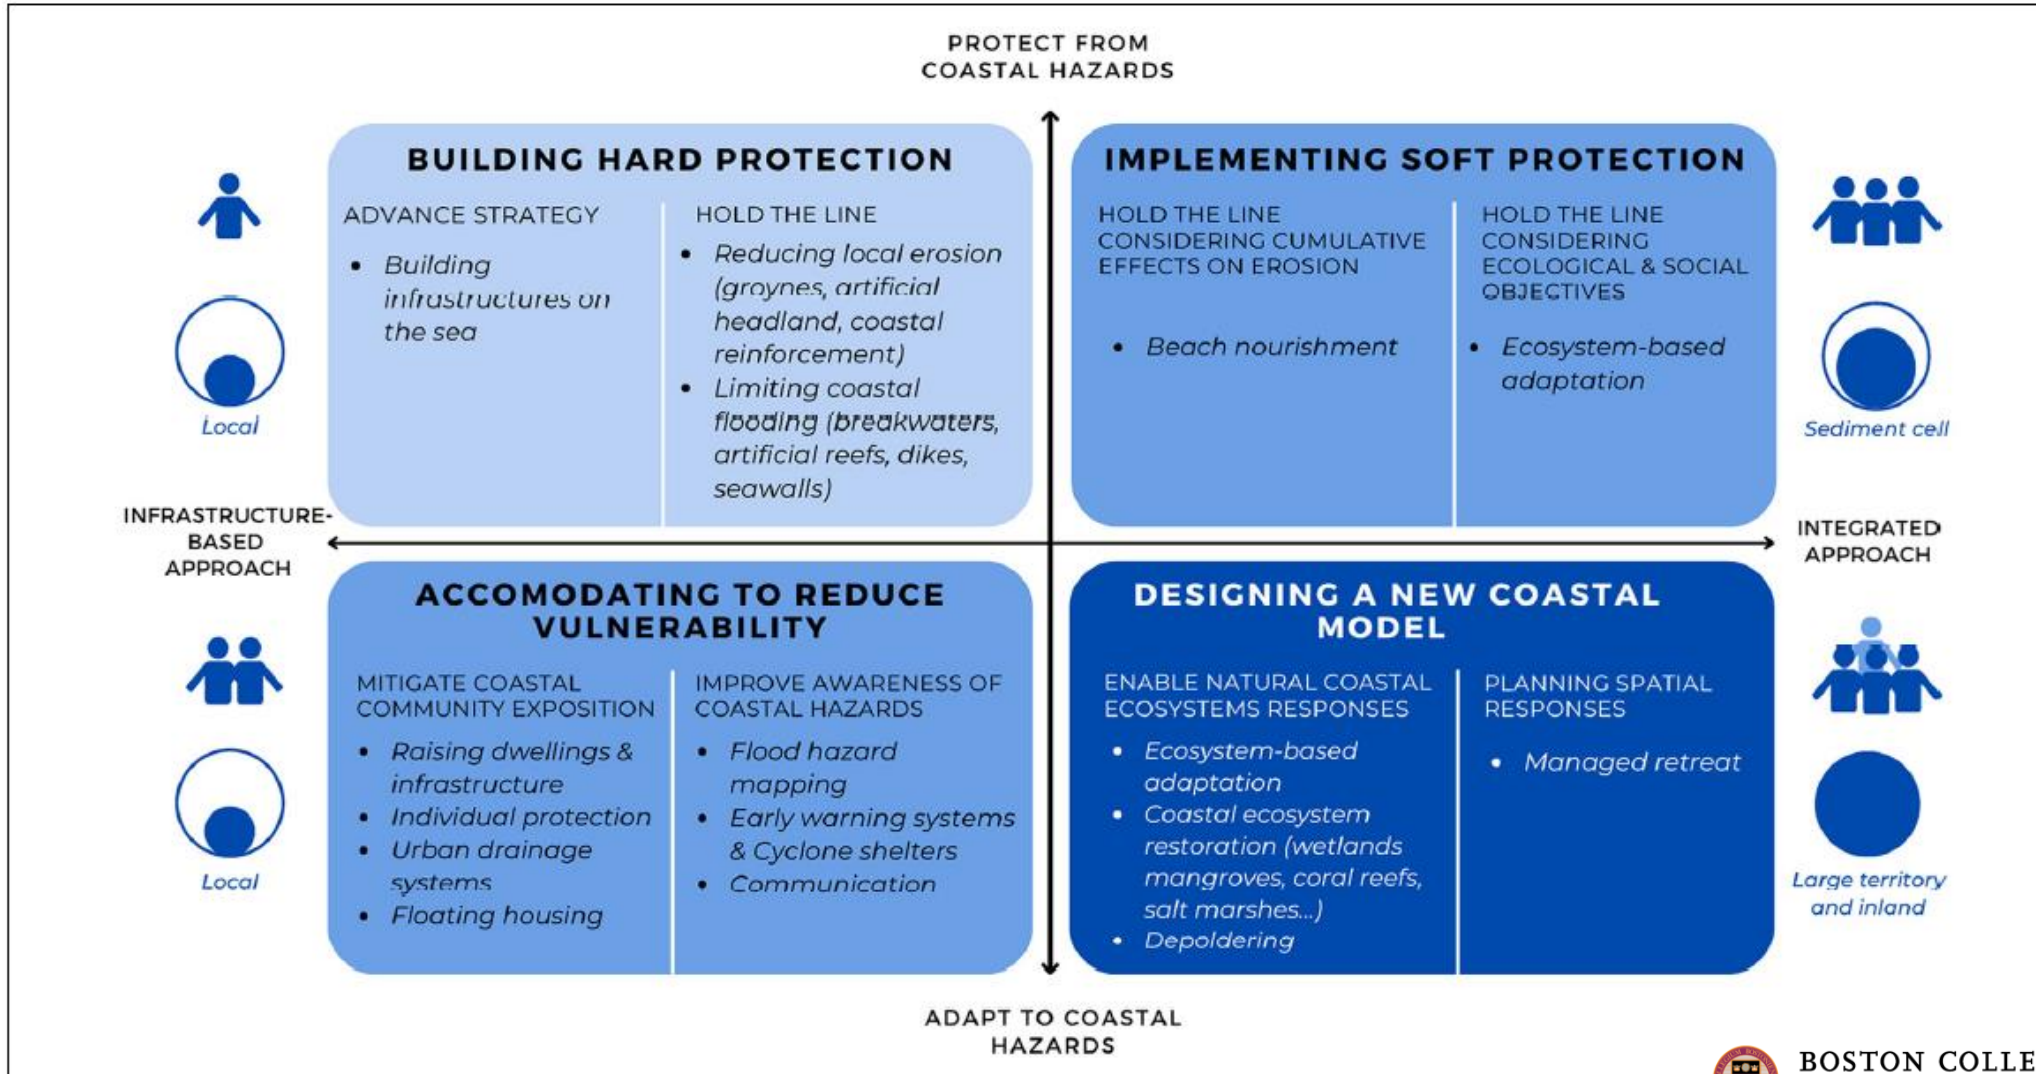 PROTECT FROM
COASTAL HAZARDS
BUILDING HARD PROTECTION
ADVANCE STRATEGY
• Building
infrastructures on
the sea
HOLD THE LINE
• Reducing local erosion
(groynes, artificial
headland, coastal
reinforcement)
• Limiting coastal
flooding (breakwaters,
artificial reefs, dikes,
seawalls)
Local
IMPLEMENTING SOFT PROTECTION
HOLD THE LINE
CONSIDERING CUMULATIVE
EFFECTS ON EROSION
• Beach nourishment
HOLD THE LINE
CONSIDERING
ECOLOGICAL & SOCIAL
OBJECTIVES
• Ecosystem-based
adaptation
Sediment cell
INFRASTRUCTURE-
BASED
APPROACH
INTEGRATED
APPROACH
ACCOMODATING TO REDUCE
VULNERABILITY
MITIGATE COASTAL
COMMUNITY EXPOSITION
• Raising dwellings &
infrastructure
• Individual protection
• Urban drainage
systems
• Floating housing
IMPROVE AWARENESS OF
COASTAL HAZARDS
• Flood hazard
mapping
• Early warning systems
& Cyclone shelters
• Communication
Local
DESIGNING A NEW COASTAL
MODEL
ENABLE NATURAL COASTAL
ECOSYSTEMS RESPONSES
• Ecosystem-based
adaptation
• Coastal ecosystem
restoration (wetlands
mangroves, coral reefs,
salt marshes...)
• Depoldering
PLANNING SPATIAL
RESPONSES
• Managed retreat
Large territory
and inland
ADAPT TO COASTAL
HAZARDS
BOSTON COLLE